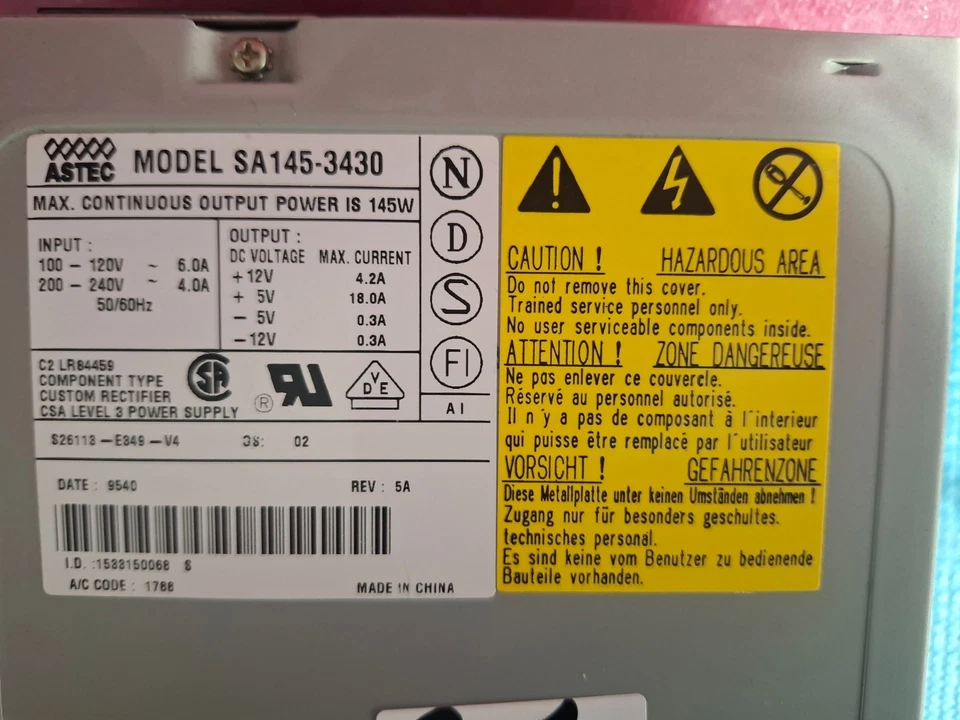 ASTEC
MODEL SA145-3430
MAX. CONTINUOUS OUTPUT POWER IS 145W
INPUT :
100 – 120V ~ 6.0A
200 – 240V ~ 4.0A
50/60Hz
OUTPUT :
DC VOLTAGE MAX. CURRENT
+12V 4.2A
+ 5V 18.0A
– 5V 0.3A
–12V 0.3A
N
D
S
FI
AI
C2 LR84459
COMPONENT TYPE
CUSTOM RECTIFIER
CSA LEVEL 3 POWER SUPPLY
SA
®
VDE
S26113–E349–V4 GS: 02
DATE : 9540 REV : 5A
I.D. :1533150068 S
A/C CODE : 1788
MADE IN CHINA
CAUTION ! HAZARDOUS AREA
Do not remove this cover.
Trained service personnel only.
No user serviceable components inside.
ATTENTION ! ZONE DANGEREUSE
Ne pas enlever ce couvercle.
Réservé au personnel autorisé.
Il n'y a pas de composant à l'interieur
qui puisse être remplacé par l'utilisateur
VORSICHT ! GEFAHRENZONE
Diese Metallplatte unter keinen Umständen abnehmen !
Zugang nur für besonders geschultes.
technisches personal.
Es sind keine vom Benutzer zu bedienende
Bauteile vorhanden.